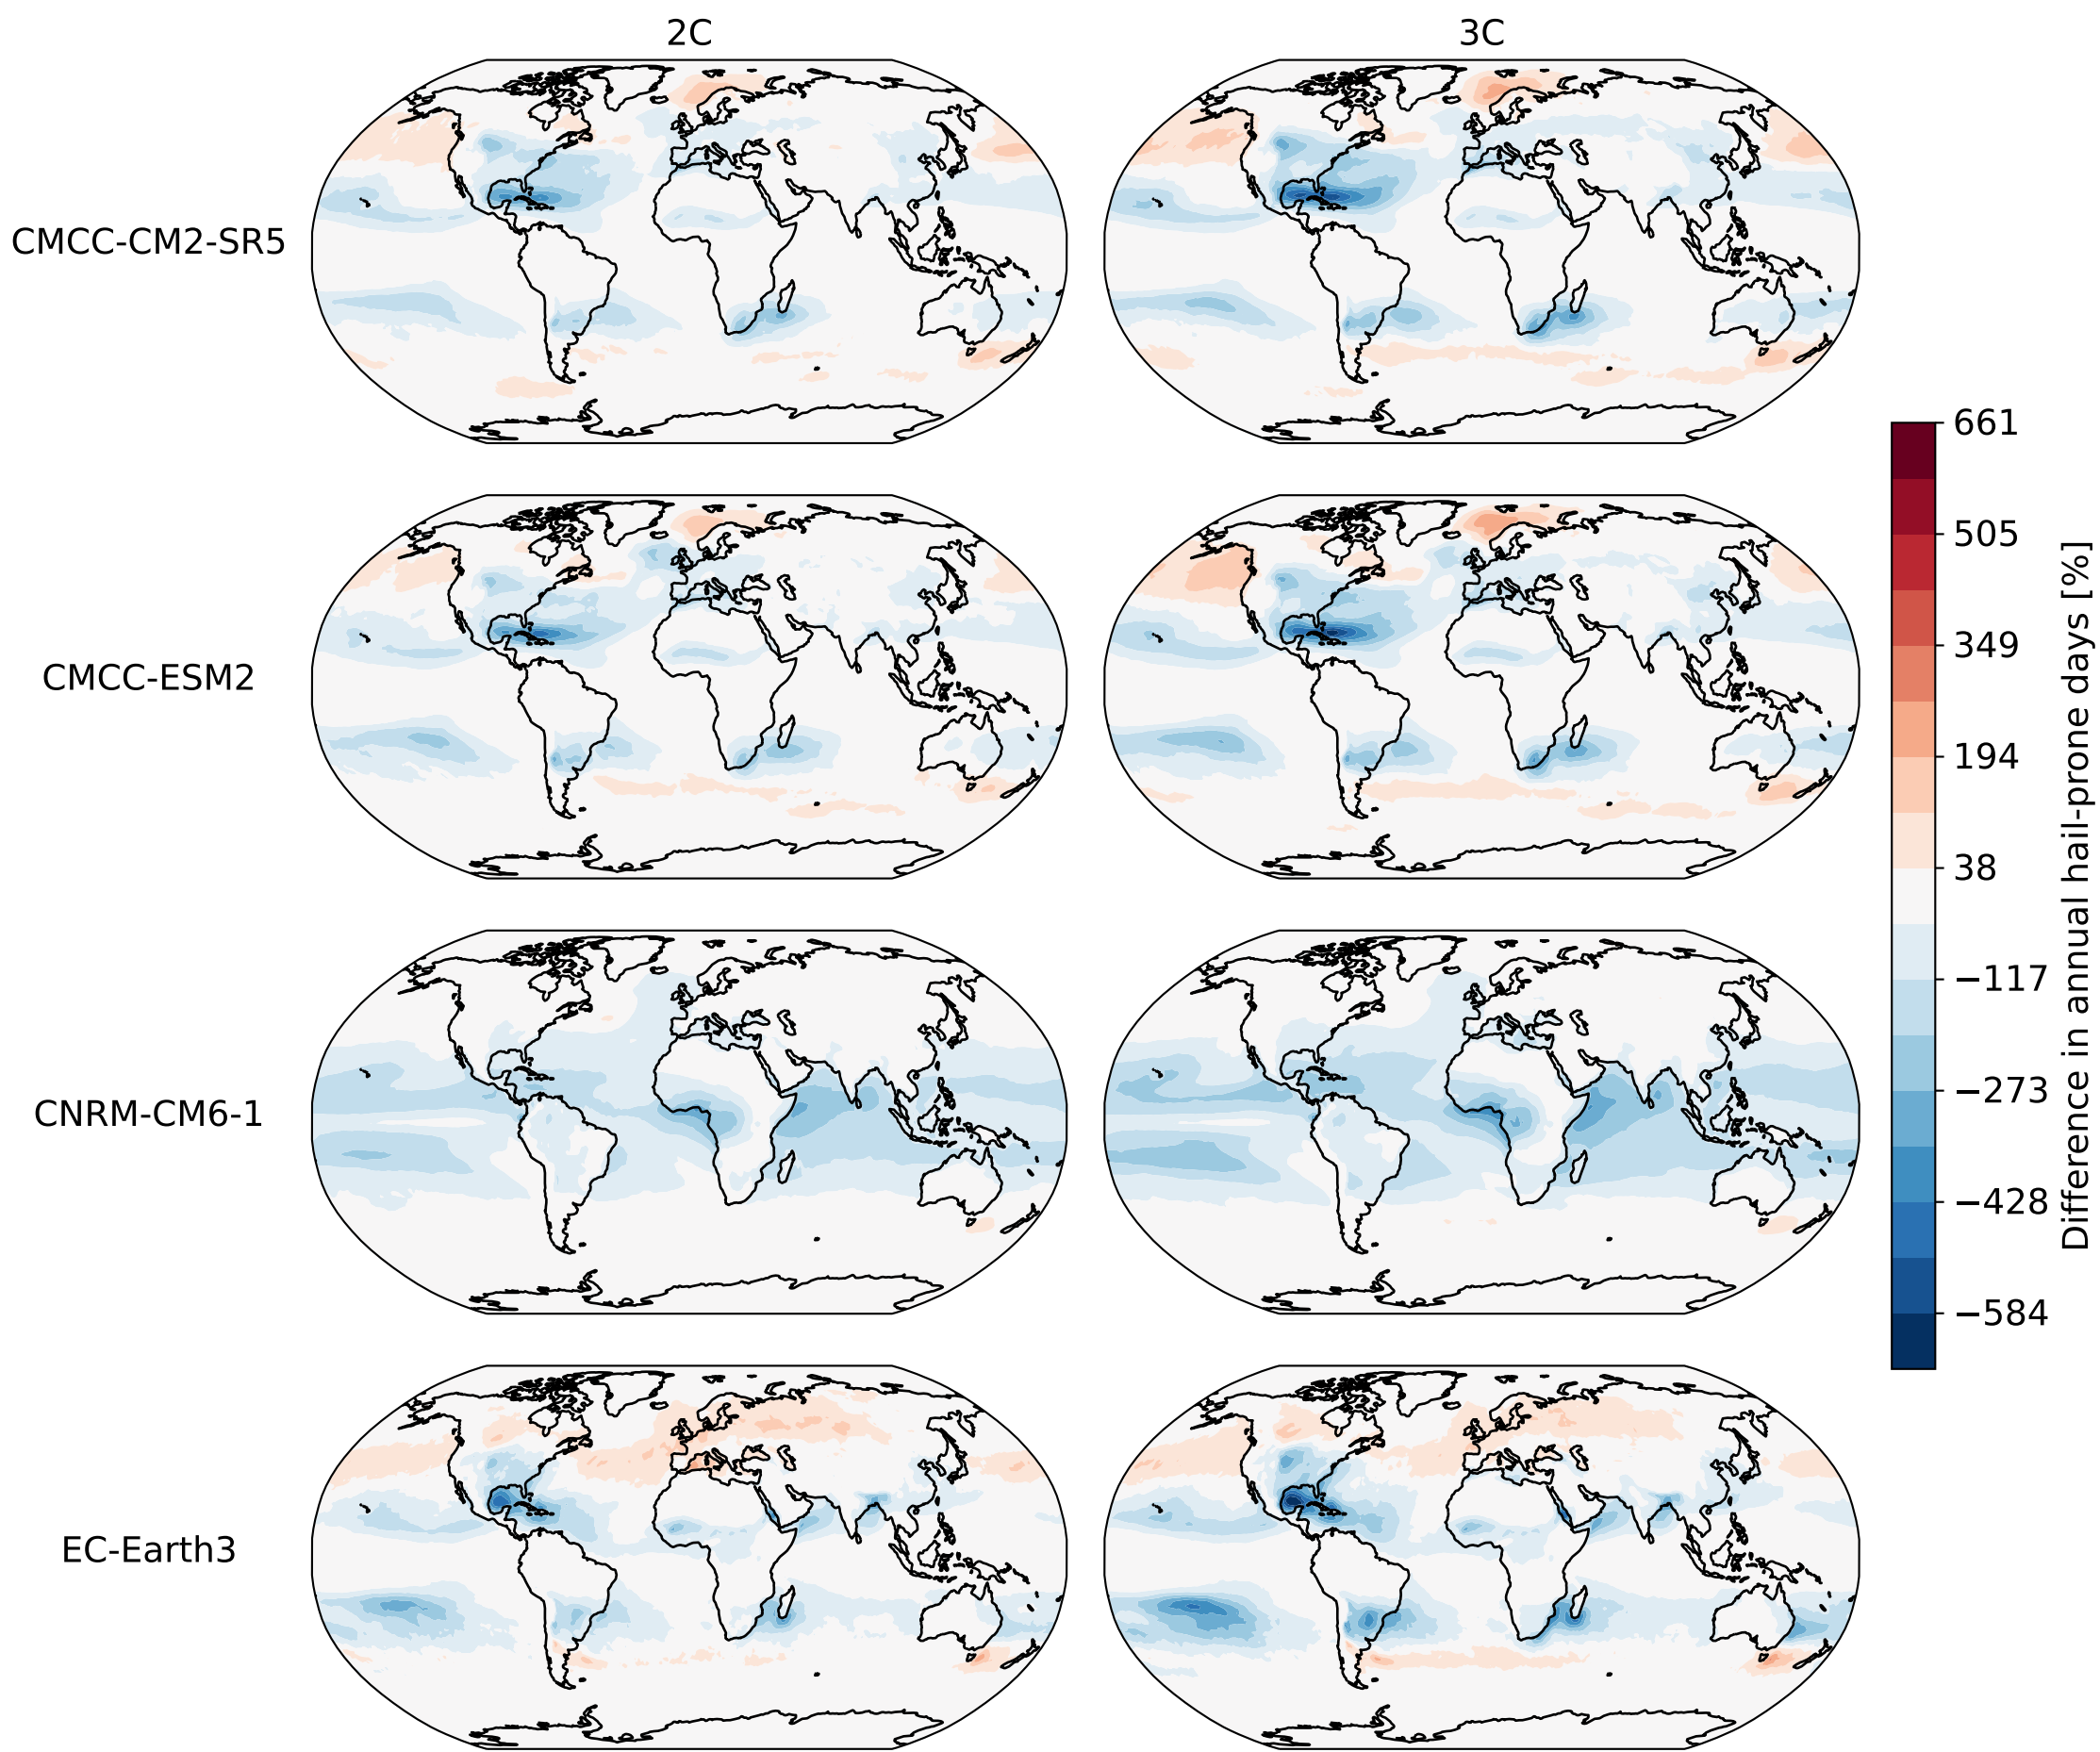 2C
3C
CMCC-CM2-SR5
CMCC-ESM2
CNRM-CM6-1
EC-Earth3
661
505
349
194
38
−117
−273
−428
−584
Difference in annual hail-prone days [%]